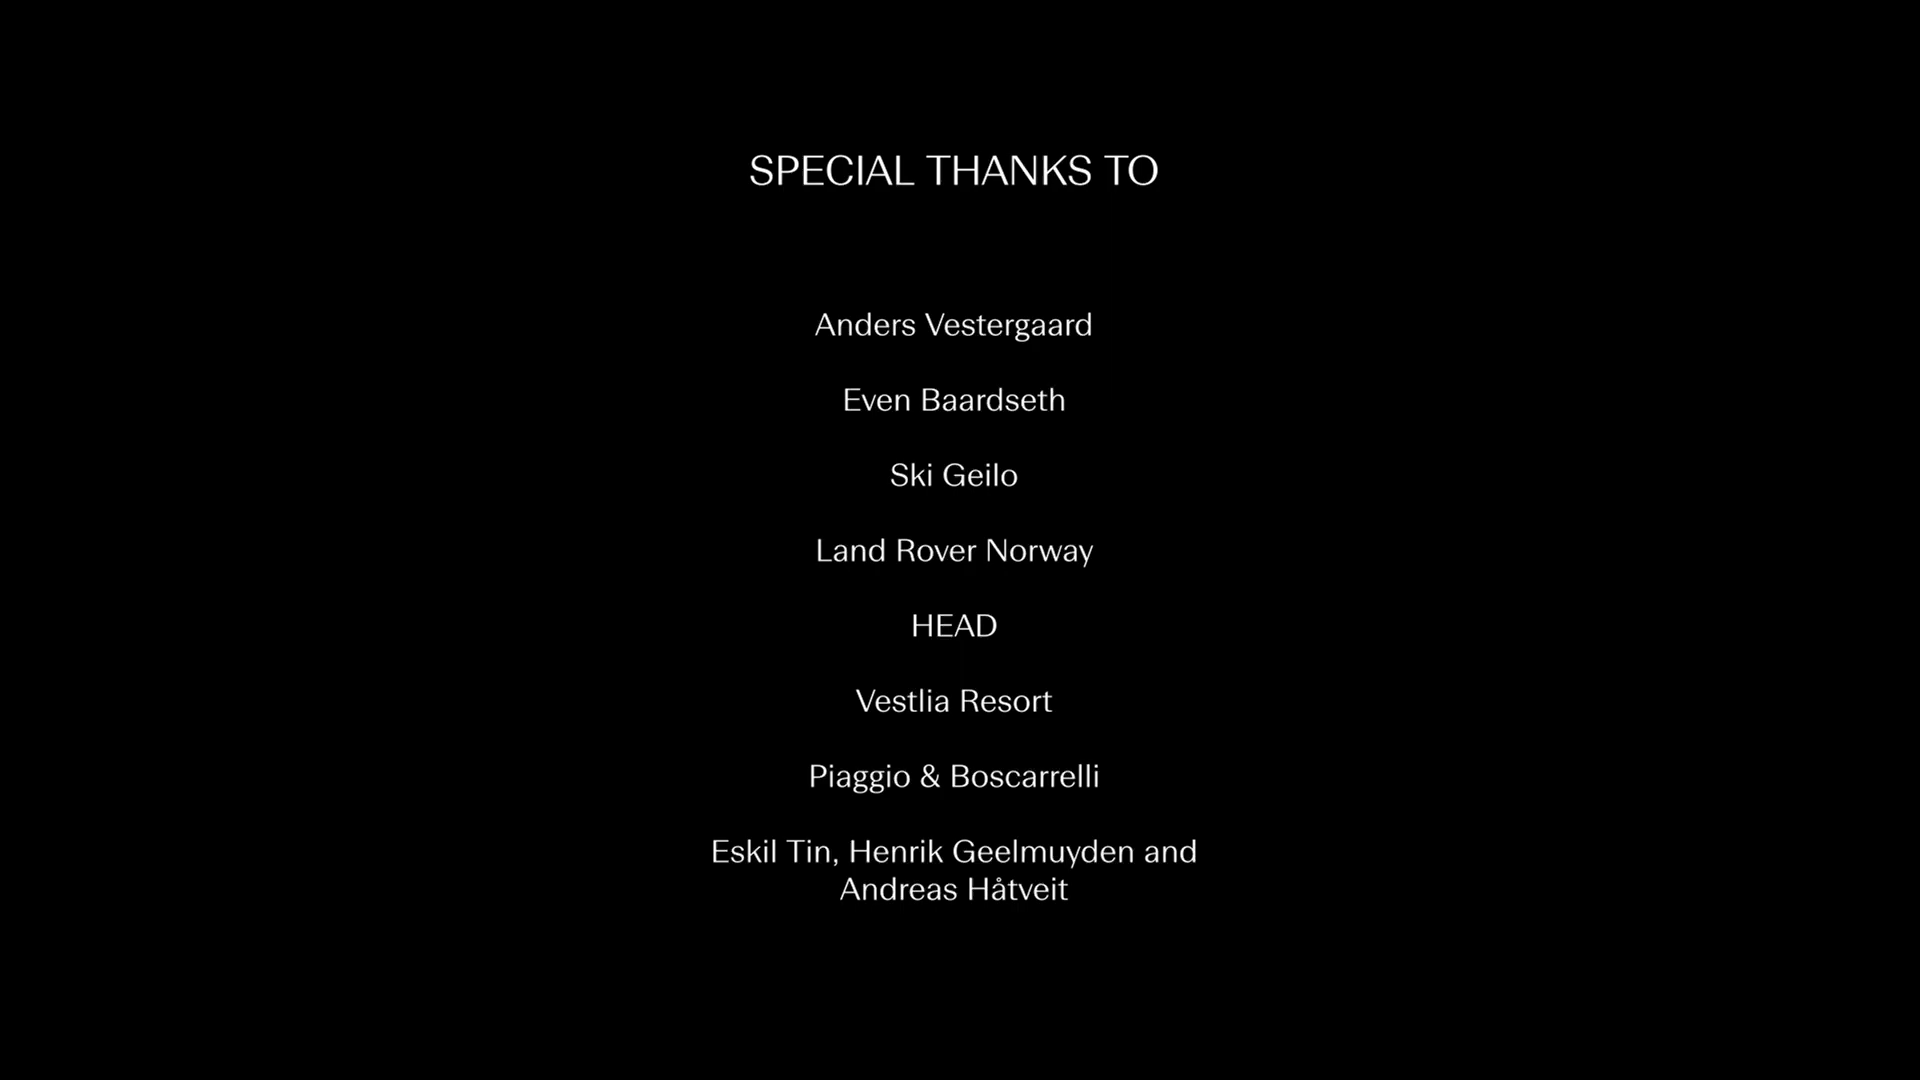 SPECIAL THANKS TO
Anders Vestergaard
Even Baardseth
Ski Geilo
Land Rover Norway
HEAD
Vestlia Resort
Piaggio & Boscarrelli
Eskil Tin, Henrik Geelmuyden and
Andreas Håtveit